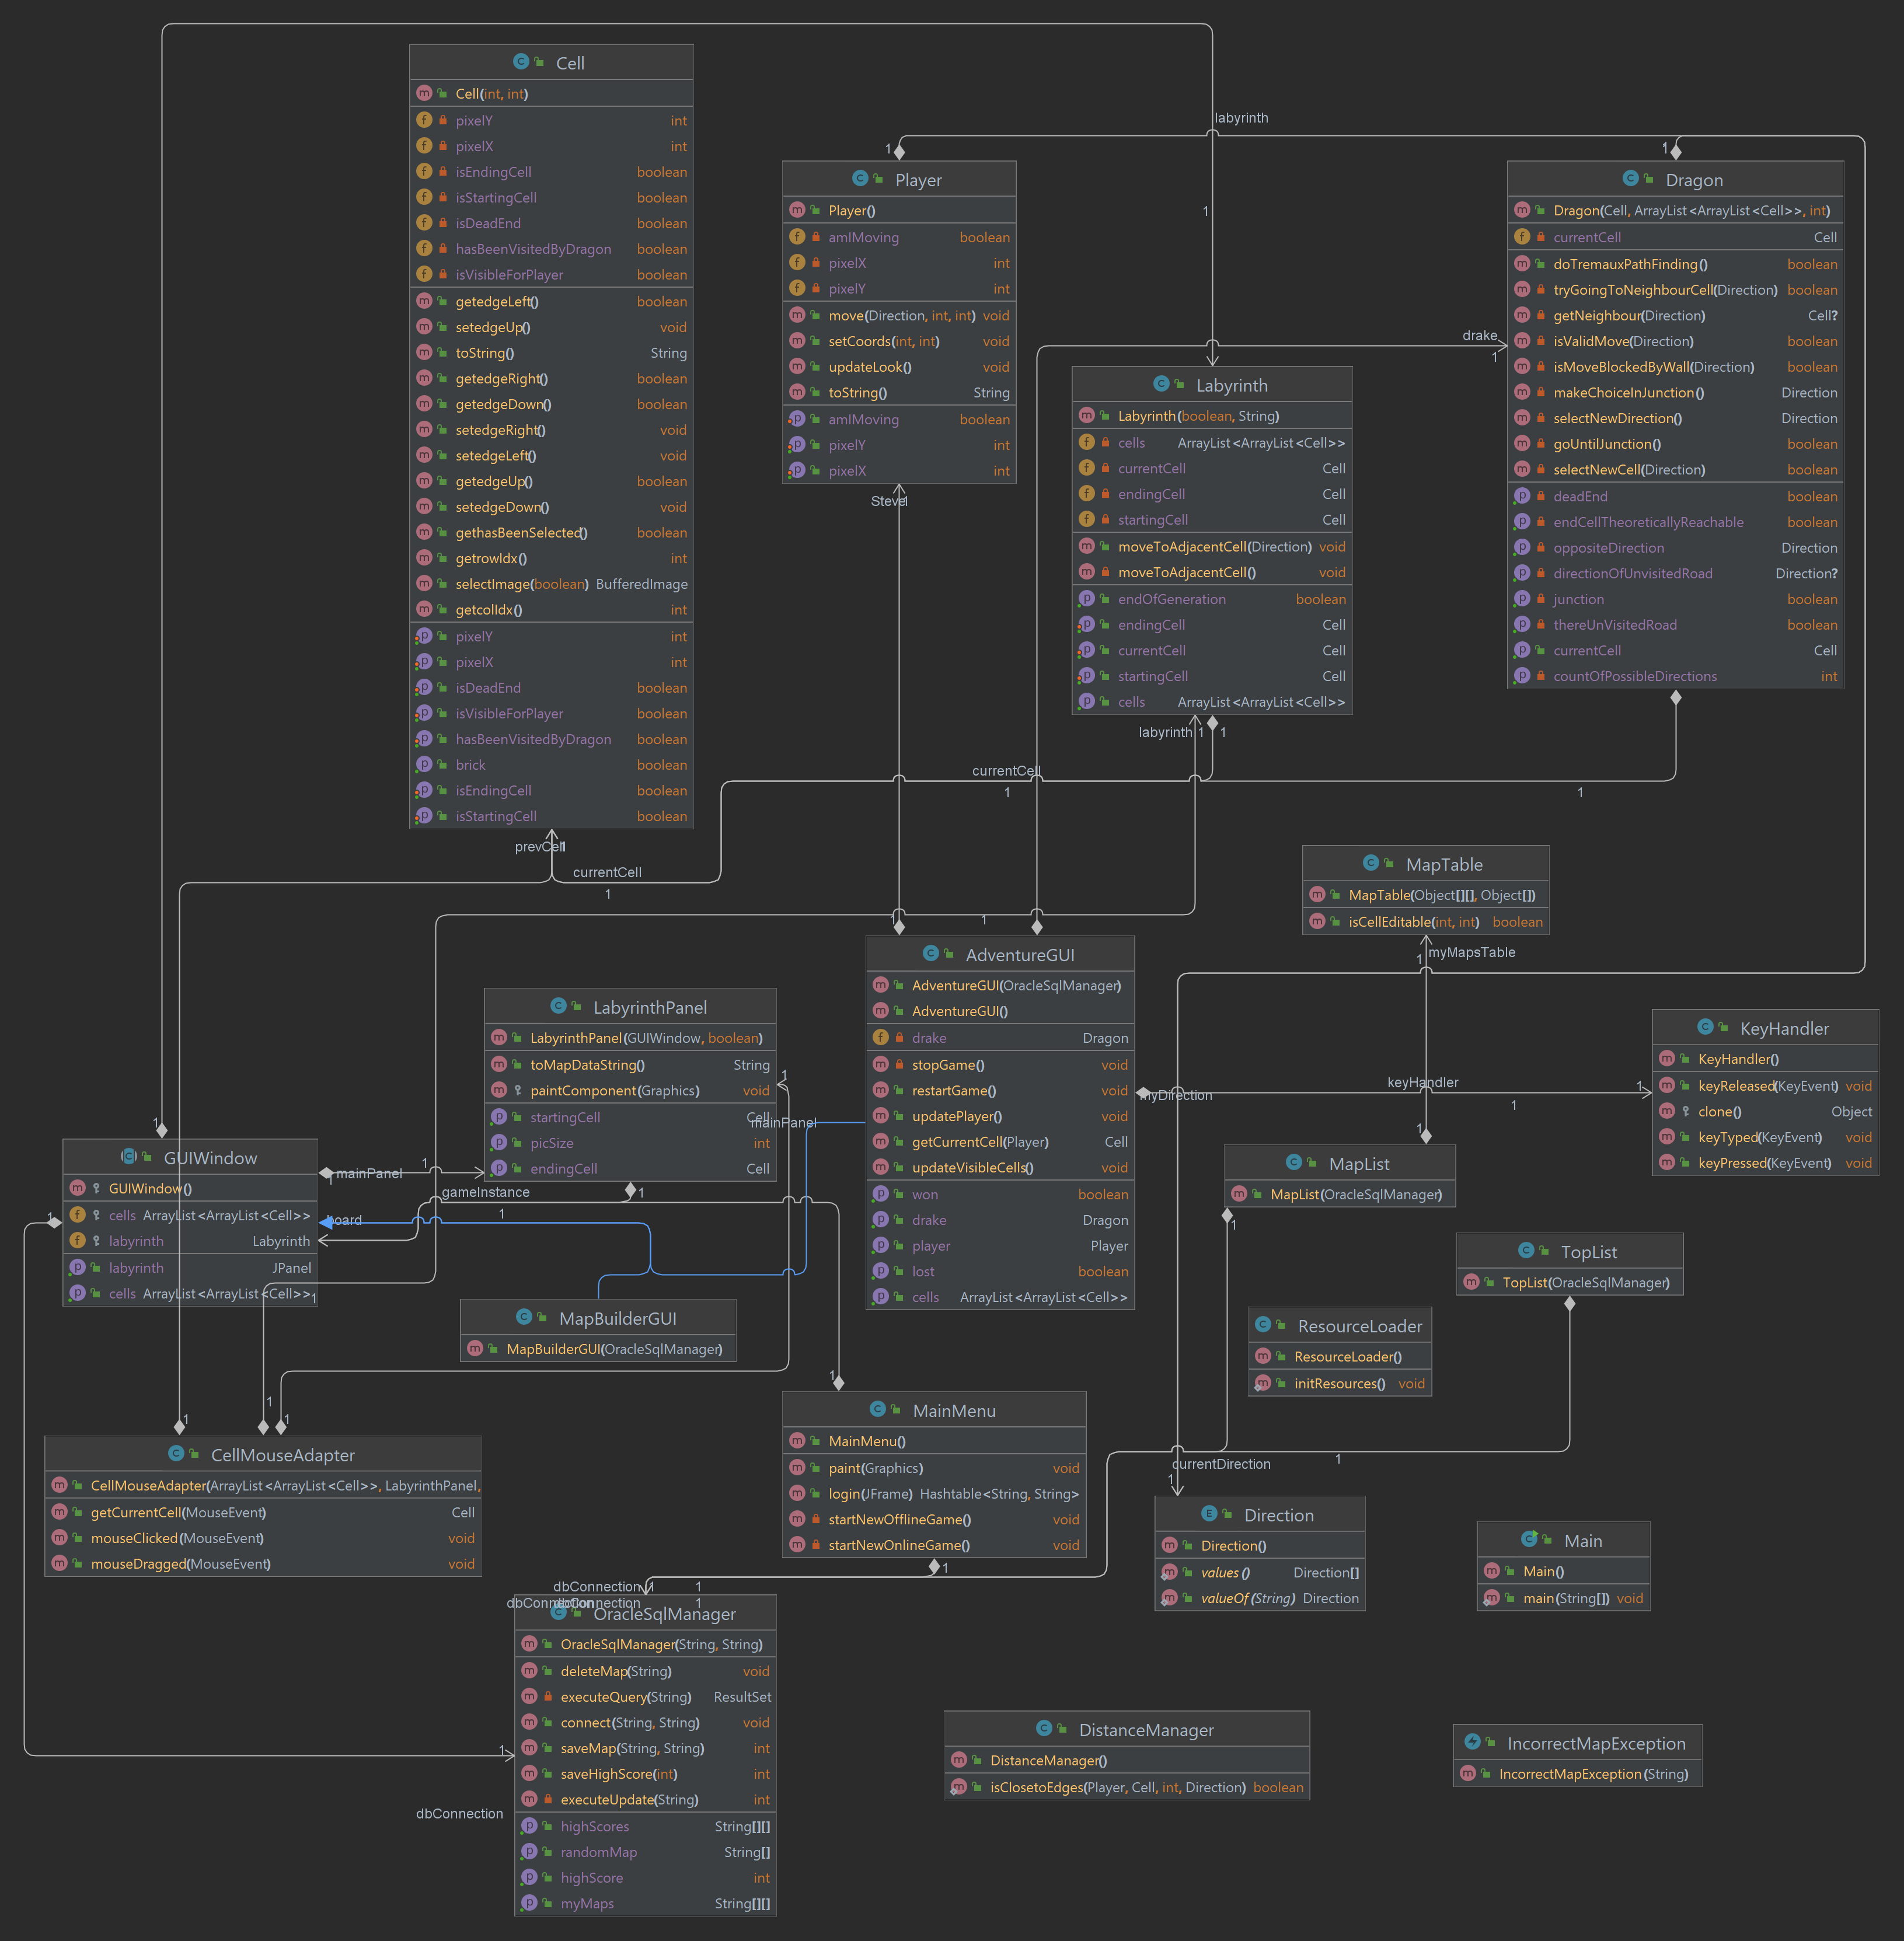 Cell
Cell(int, int)
pixelY int
pixelX int
isEndingCell boolean
isStartingCell boolean
isDeadEnd boolean
hasBeenVisitedByDragon boolean
isVisibleForPlayer boolean
getedgeLeft() boolean
setedgeUp() void
toString() String
getedgeRight() boolean
getedgeDown() boolean
setedgeRight() void
setedgeLeft() void
getedgeUp() boolean
setedgeDown() void
gethasBeenSelected() boolean
getrowIdx() int
selectImage(boolean) BufferedImage
getcolIdx() int
pixelY int
pixelX int
isDeadEnd boolean
isVisibleForPlayer boolean
hasBeenVisitedByDragon boolean
brick boolean
isEndingCell boolean
isStartingCell boolean
prevCell 1
currentCell
1
labyrinth
1
1
Player
Player()
amIMoving boolean
pixelX int
pixelY int
move(Direction, int, int) void
setCoords(int, int) void
updateLook() void
toString() String
amIMoving boolean
pixelY int
pixelX int
Steve 1
1
Dragon
Dragon(Cell, ArrayList<ArrayList<Cell>>, int)
currentCell Cell
doTremauxPathFinding() boolean
tryGoingToNeighbourCell(Direction) boolean
getNeighbour(Direction) Cell?
isValidMove(Direction) boolean
isMoveBlockedByWall(Direction) boolean
makeChoiceInJunction() Direction
selectNewDirection() Direction
goUntilJunction() boolean
selectNewCell(Direction) boolean
deadEnd boolean
endCellTheoreticallyReachable boolean
oppositeDirection Direction
directionOfUnvisitedRoad Direction?
junction boolean
thereUnVisitedRoad boolean
currentCell Cell
countOfPossibleDirections int
drake
1
Labyrinth
Labyrinth(boolean, String)
cells ArrayList<ArrayList<Cell>>
currentCell Cell
endingCell Cell
startingCell Cell
moveToAdjacentCell(Direction) void
moveToAdjacentCell() void
endOfGeneration boolean
endingCell Cell
currentCell Cell
startingCell Cell
cells ArrayList<ArrayList<Cell>>
labyrinth 1 1
currentCell
1
1
MapTable
MapTable(Object[][], Object[])
isCellEditable(int, int) boolean
1 myMapsTable
1 1
AdventureGUI
AdventureGUI(OracleSqlManager)
AdventureGUI()
drake Dragon
stopGame() void
restartGame() void
updatePlayer() void
getCurrentCell(Player) Cell
updateVisibleCells() void
won boolean
drake Dragon
player Player
lost boolean
cells ArrayList<ArrayList<Cell>>
myDirection
keyHandler
1
1
KeyHandler
KeyHandler()
keyReleased(KeyEvent) void
clone() Object
keyTyped(KeyEvent) void
keyPressed(KeyEvent) void
LabyrinthPanel
LabyrinthPanel(GUIWindow, boolean)
toMapDataString() String
paintComponent(Graphics) void
startingCell Cell
picSize int
endingCell Cell
1
mainPanel
1
GUIWindow
GUIWindow()
cells ArrayList<ArrayList<Cell>>
labyrinth Labyrinth
labyrinth JPanel
cells ArrayList<ArrayList<Cell>>
1
mainPanel
1
1
gameInstance
1
board
1
1
1
MapList
MapList(OracleSqlManager)
1
TopList
TopList(OracleSqlManager)
ResourceLoader
ResourceLoader()
initResources() void
MapBuilderGUI
MapBuilderGUI(OracleSqlManager)
1
1
1
CellMouseAdapter
CellMouseAdapter(ArrayList<ArrayList<Cell>>, LabyrinthPanel,
getCurrentCell(MouseEvent) Cell
mouseClicked(MouseEvent) void
mouseDragged(MouseEvent) void
1
MainMenu
MainMenu()
paint(Graphics) void
login(JFrame) Hashtable<String, String>
startNewOfflineGame() void
startNewOnlineGame() void
1
1
currentDirection
1
Direction
Direction()
values() Direction[]
valueOf(String) Direction
Main
Main()
main(String[]) void
dbConnection 1
1
dbConnection
dbConnection
1
OracleSqlManager
OracleSqlManager(String, String)
deleteMap(String) void
executeQuery(String) ResultSet
connect(String, String) void
saveMap(String, String) int
saveHighScore(int) int
executeUpdate(String) int
highScores String[][]
randomMap String[]
highScore int
myMaps String[][]
1
dbConnection
DistanceManager
DistanceManager()
isClosetoEdges(Player, Cell, int, Direction) boolean
IncorrectMapException
IncorrectMapException(String)